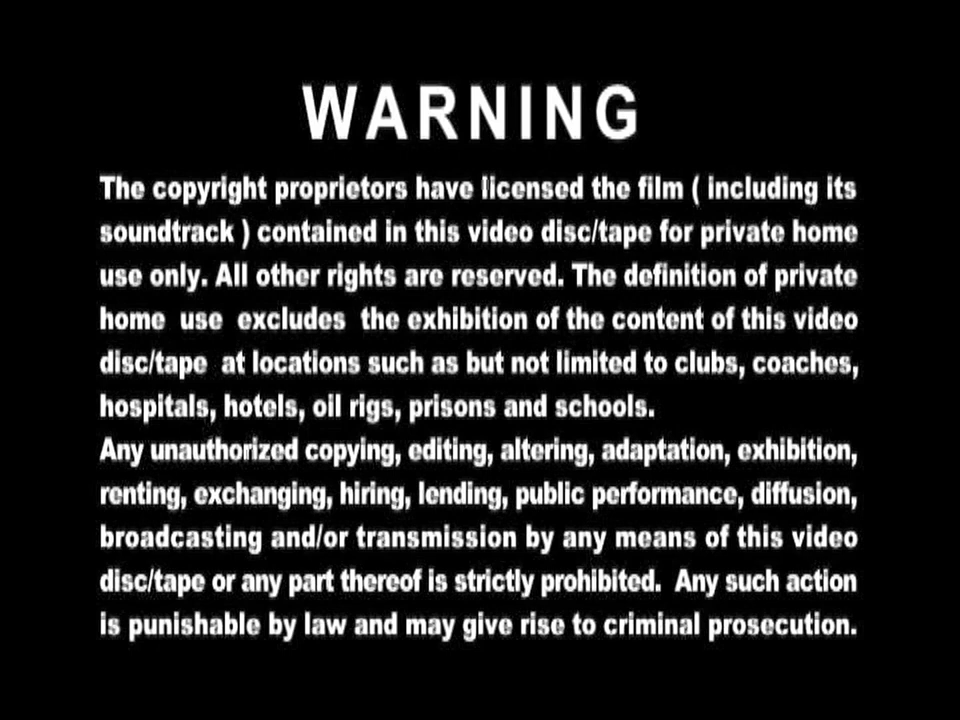 WARNING
The copyright proprietors have licensed the film ( including its
soundtrack ) contained in this video disc/tape for private home
use only. All other rights are reserved. The definition of private
home use excludes the exhibition of the content of this video
disc/tape at locations such as but not limited to clubs, coaches,
hospitals, hotels, oil rigs, prisons and schools.
Any unauthorized copying, editing, altering, adaptation, exhibition,
renting, exchanging, hiring, lending, public performance, diffusion,
broadcasting and/or transmission by any means of this video
disc/tape or any part thereof is strictly prohibited. Any such action
is punishable by law and may give rise to criminal prosecution.